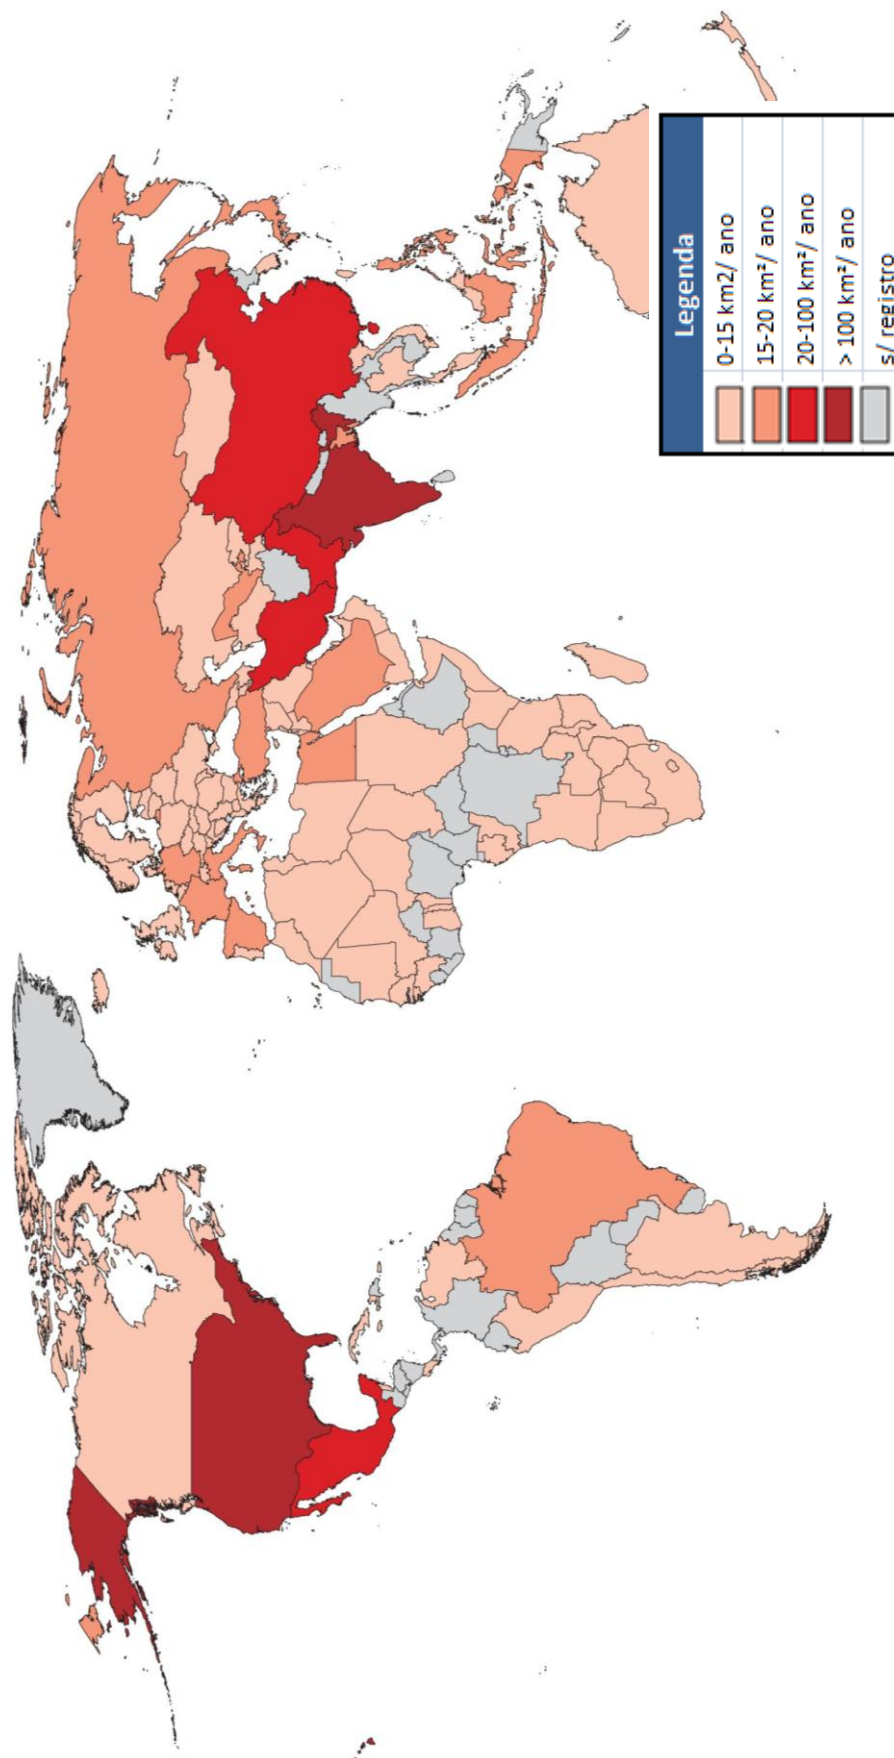 Legenda
0-15 km2/ ano
15-20 km²/ ano
20-100 km²/ ano
> 100 km²/ ano
s/ registro